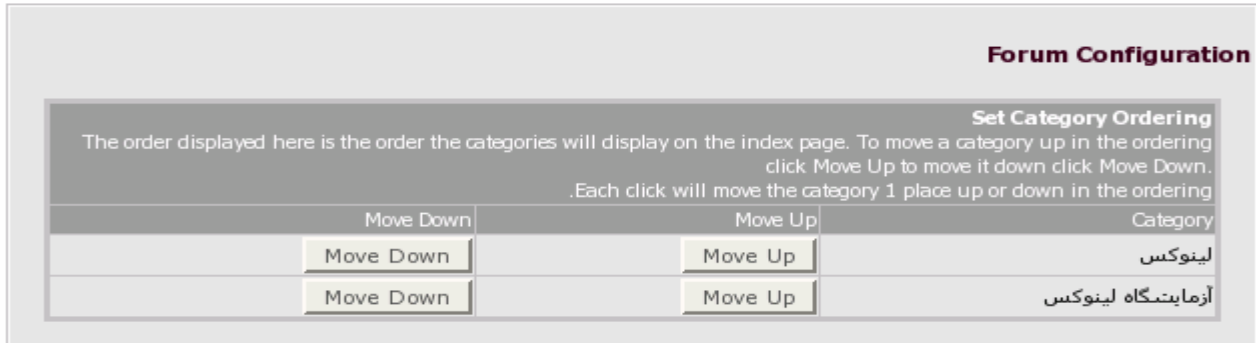 Forum Configuration
Set Category Ordering
The order displayed here is the order the categories will display on the index page. To move a category up in the ordering
click Move Up to move it down click Move Down.
.Each click will move the category 1 place up or down in the ordering
Category Move Up Move Down
لینوکس Move Up Move Down
آزمایشگاه لینوکس Move Up Move Down